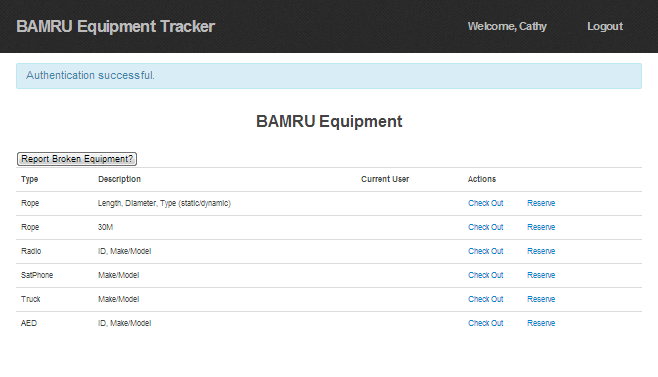 BAMRU Equipment Tracker Welcome, Cathy Logout
Authentication successful.
BAMRU Equipment
Report Broken Equipment?
Type Description Current User Actions
Rope Length, Diameter, Type (static/dynamic) Check Out Reserve
Rope 30M Check Out Reserve
Radio ID, Make/Model Check Out Reserve
SatPhone Make/Model Check Out Reserve
Truck Make/Model Check Out Reserve
AED ID, Make/Model Check Out Reserve